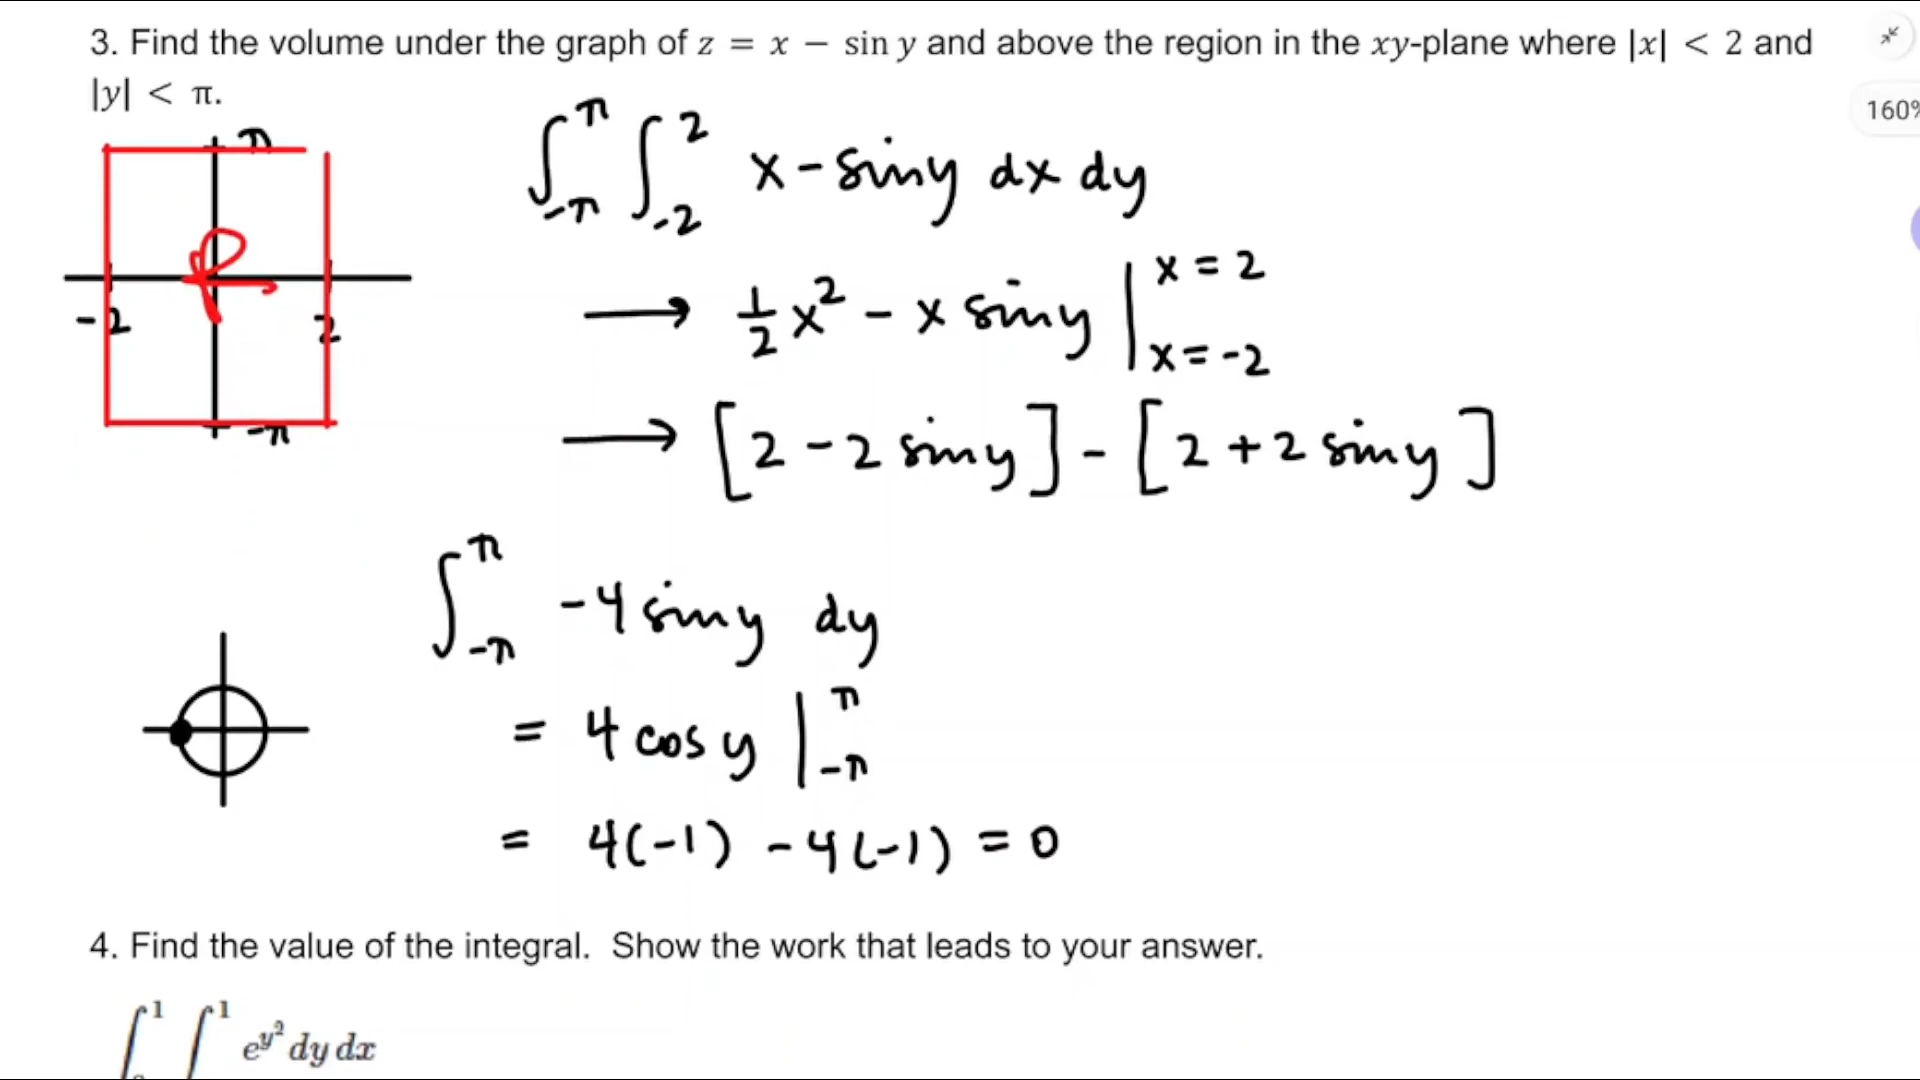 3. Find the volume under the graph of z = x − sin y and above the region in the xy-plane where |x| < 2 and
|y| < π.
160%
π
-2
2
-π
∫_{-π}^{π} ∫_{-2}^{2} x - sin y dx dy
→ ½x² - x sin y |_{x=-2}^{x=2}
→ [2 - 2 sin y] - [2 + 2 sin y]
∫_{-π}^{π} -4 sin y dy
= 4 cos y |_{-π}^{π}
= 4(-1) - 4(-1) = 0
4. Find the value of the integral. Show the work that leads to your answer.
∫^{1} ∫^{1} e^{y²} dy dx